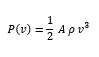 P(v) = 1/2 A ρ v³